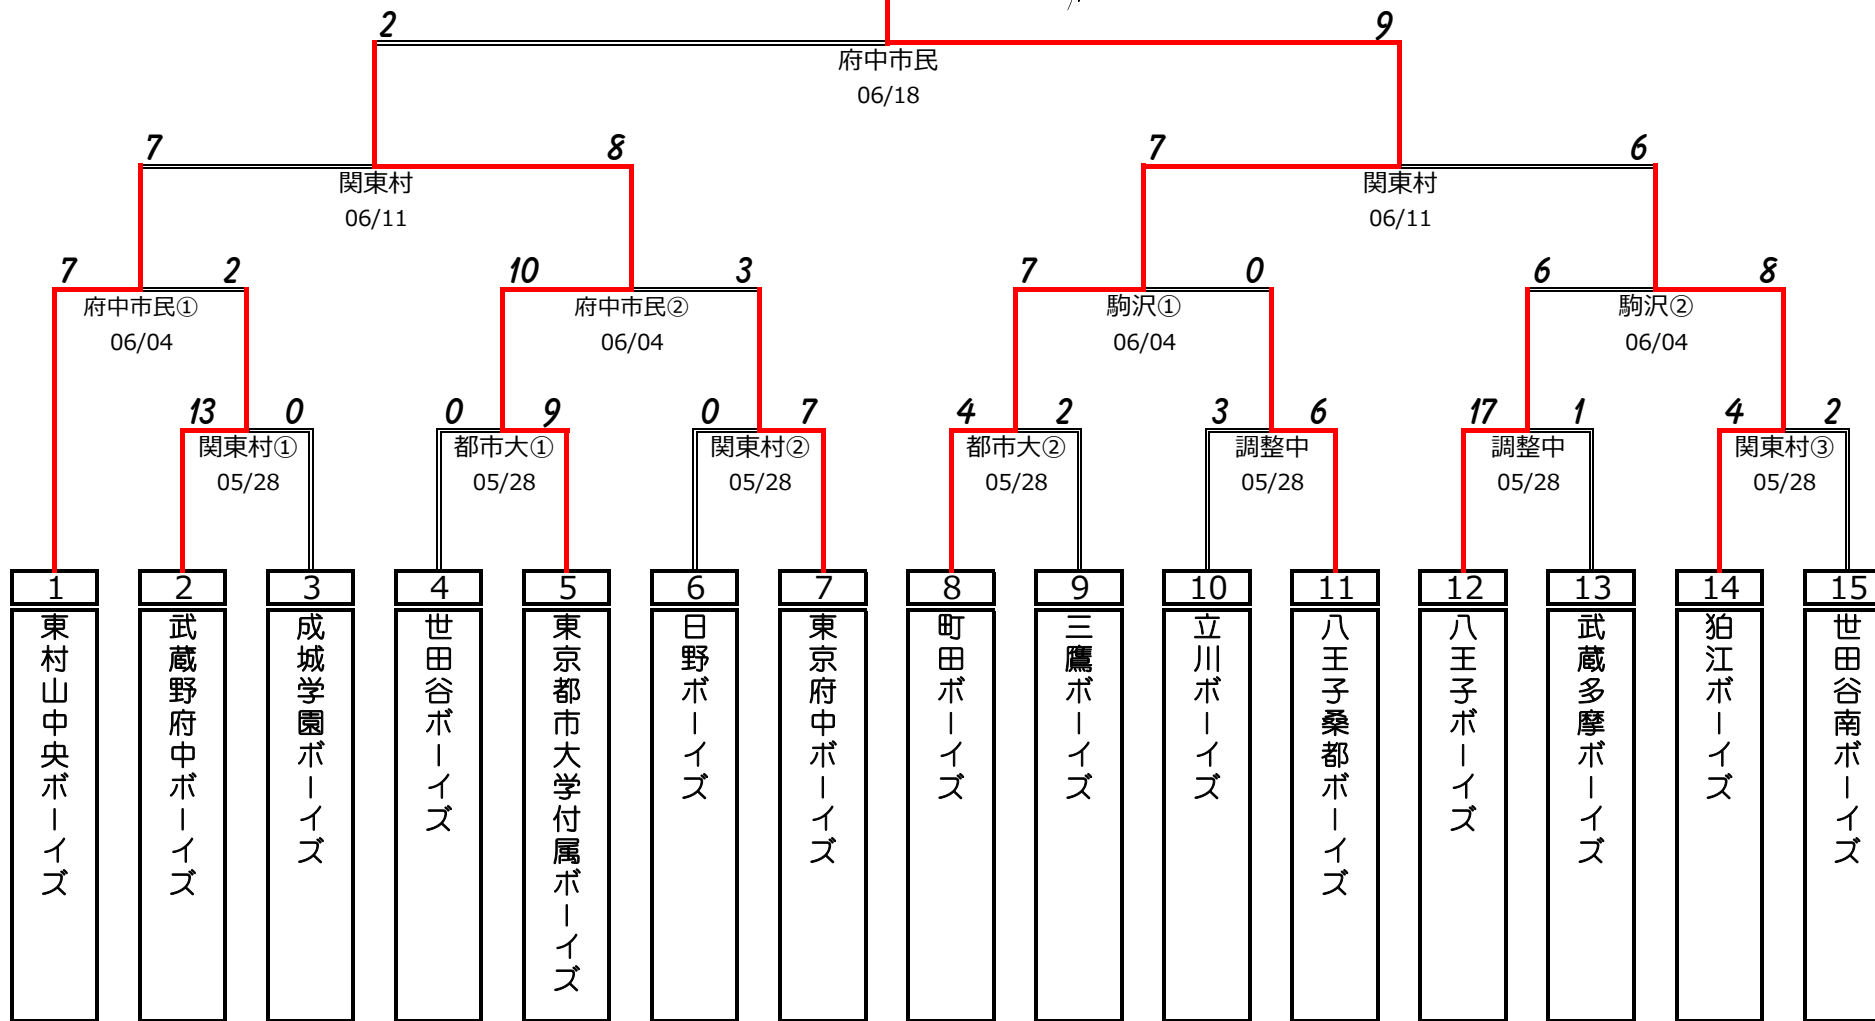 2 9
府中市民
06/18
7 8 7 6
関東村 関東村
06/11 06/11
7 2 10 3 7 0 6 8
府中市民① 府中市民② 駒沢① 駒沢②
06/04 06/04 06/04 06/04
13 0 0 9 0 7 4 2 3 6 17 1 4 2
関東村① 都市大① 関東村② 都市大② 調整中 調整中 関東村③
05/28 05/28 05/28 05/28 05/28 05/28 05/28
1 2 3 4 5 6 7 8 9 10 11 12 13 14 15
東村山中央ボーイズ
武蔵野府中ボーイズ
成城学園ボーイズ
世田谷ボーイズ
東京都市大学付属ボーイズ
日野ボーイズ
東京府中ボーイズ
町田ボーイズ
三鷹ボーイズ
立川ボーイズ
八王子桑都ボーイズ
八王子ボーイズ
武蔵多摩ボーイズ
狛江ボーイズ
世田谷南ボーイズ